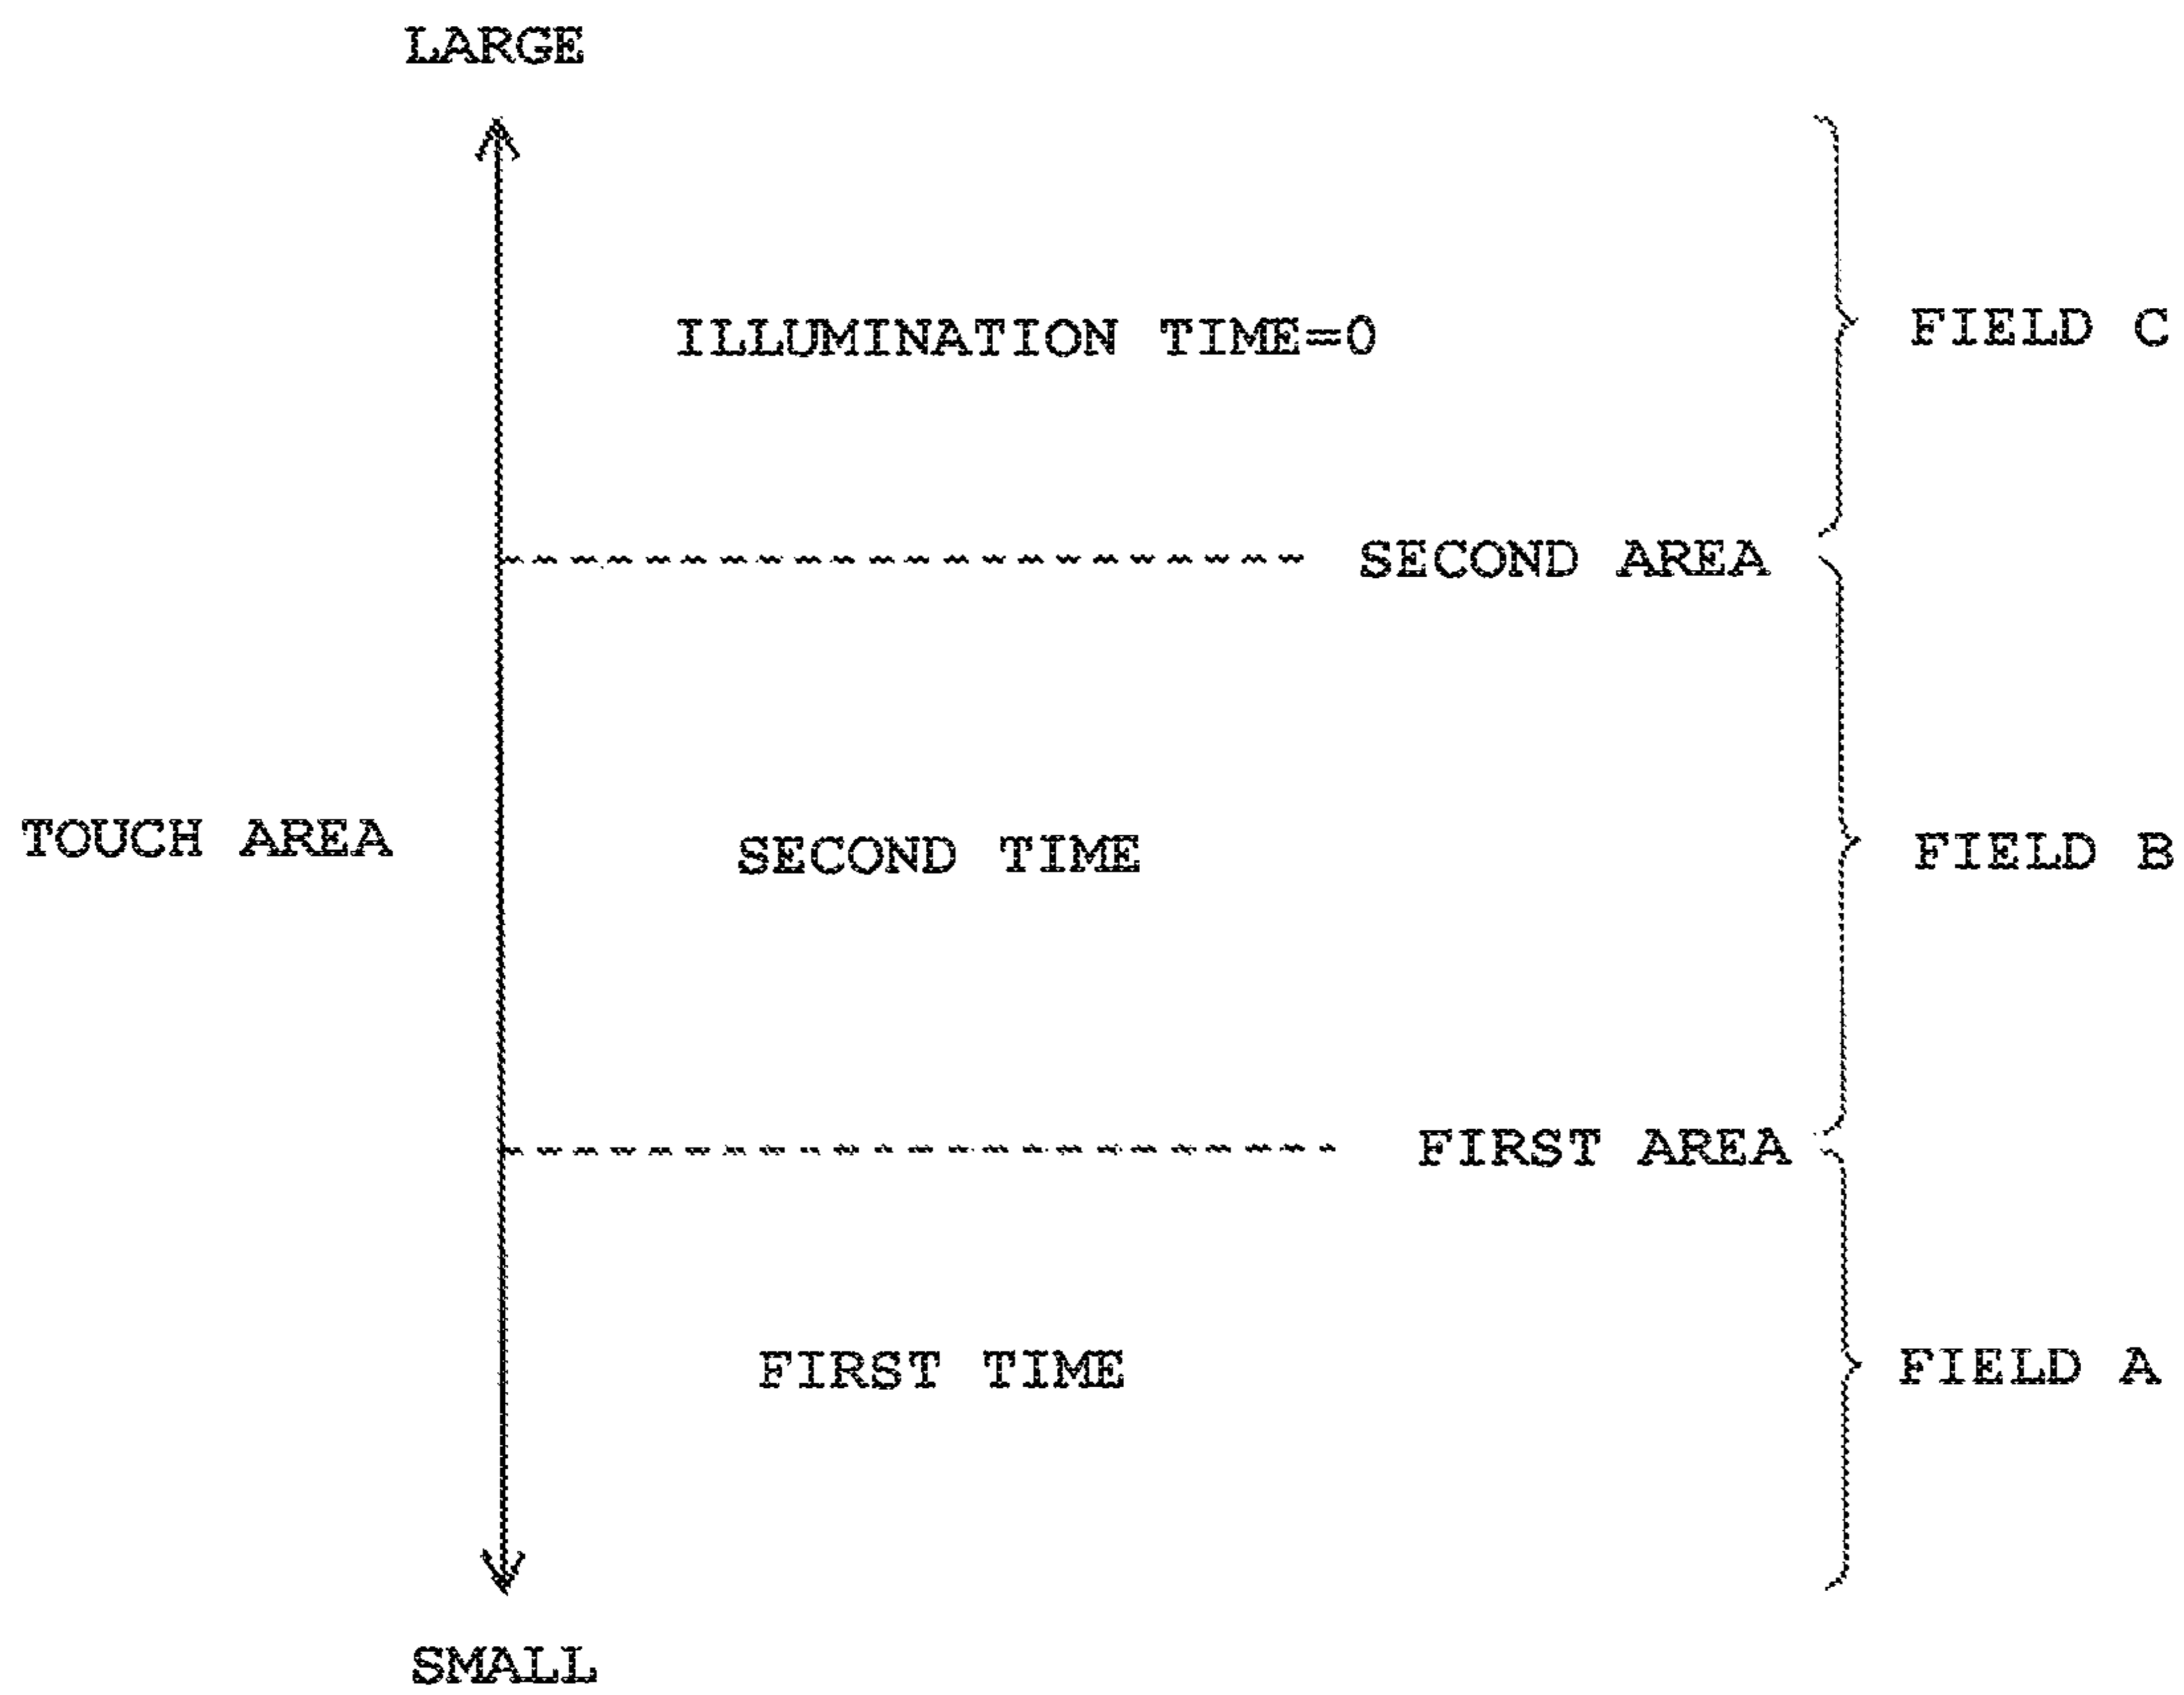 LARGE
ILLUMINATION TIME=0
FIELD C
SECOND AREA
TOUCH AREA
SECOND TIME
FIELD B
FIRST AREA
FIRST TIME
FIELD A
SMALL